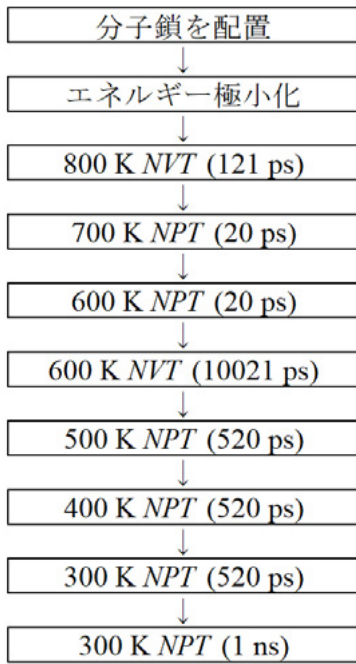 分子鎖を配置
↓
エネルギー極小化
↓
800 K NVT (121 ps)
↓
700 K NPT (20 ps)
↓
600 K NPT (20 ps)
↓
600 K NVT (10021 ps)
↓
500 K NPT (520 ps)
↓
400 K NPT (520 ps)
↓
300 K NPT (520 ps)
↓
300 K NPT (1 ns)